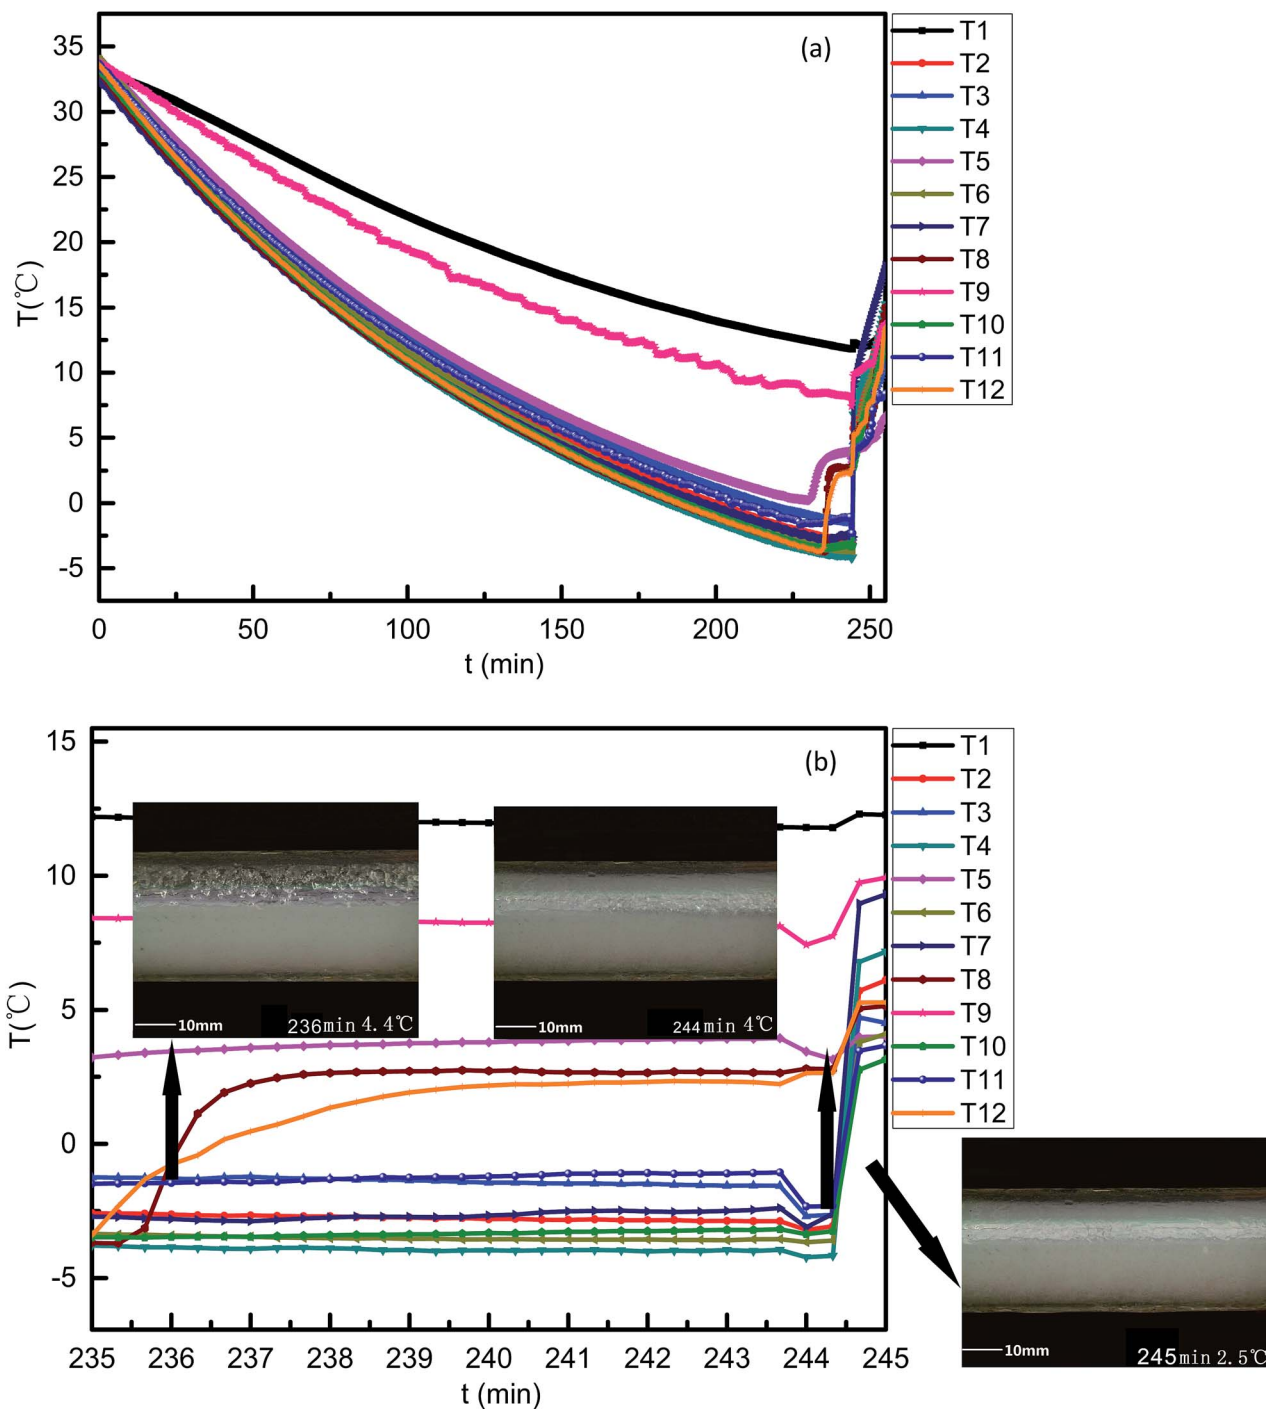 (a)
T(℃)
35
30
25
20
15
10
5
0
-5
0 50 100 150 200 250
t (min)
T1
T2
T3
T4
T5
T6
T7
T8
T9
T10
T11
T12
(b)
T(℃)
15
10
5
0
-5
10mm
236min 4.4℃
10mm
244min 4℃
235 236 237 238 239 240 241 242 243 244 245
t (min)
T1
T2
T3
T4
T5
T6
T7
T8
T9
T10
T11
T12
10mm
245min 2.5℃